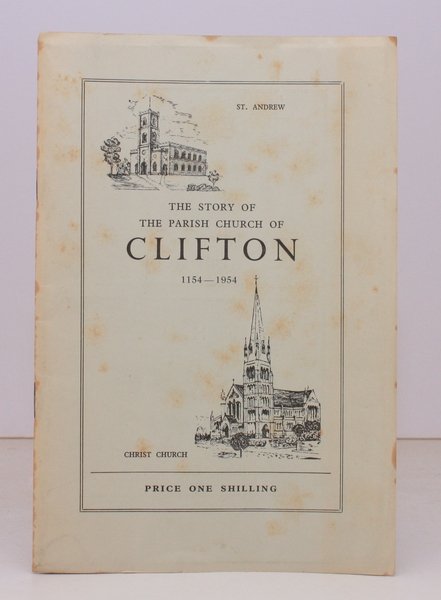 ST. ANDREW
THE STORY OF
THE PARISH CHURCH OF
CLIFTON
1154—1954
CHRIST CHURCH
PRICE ONE SHILLING